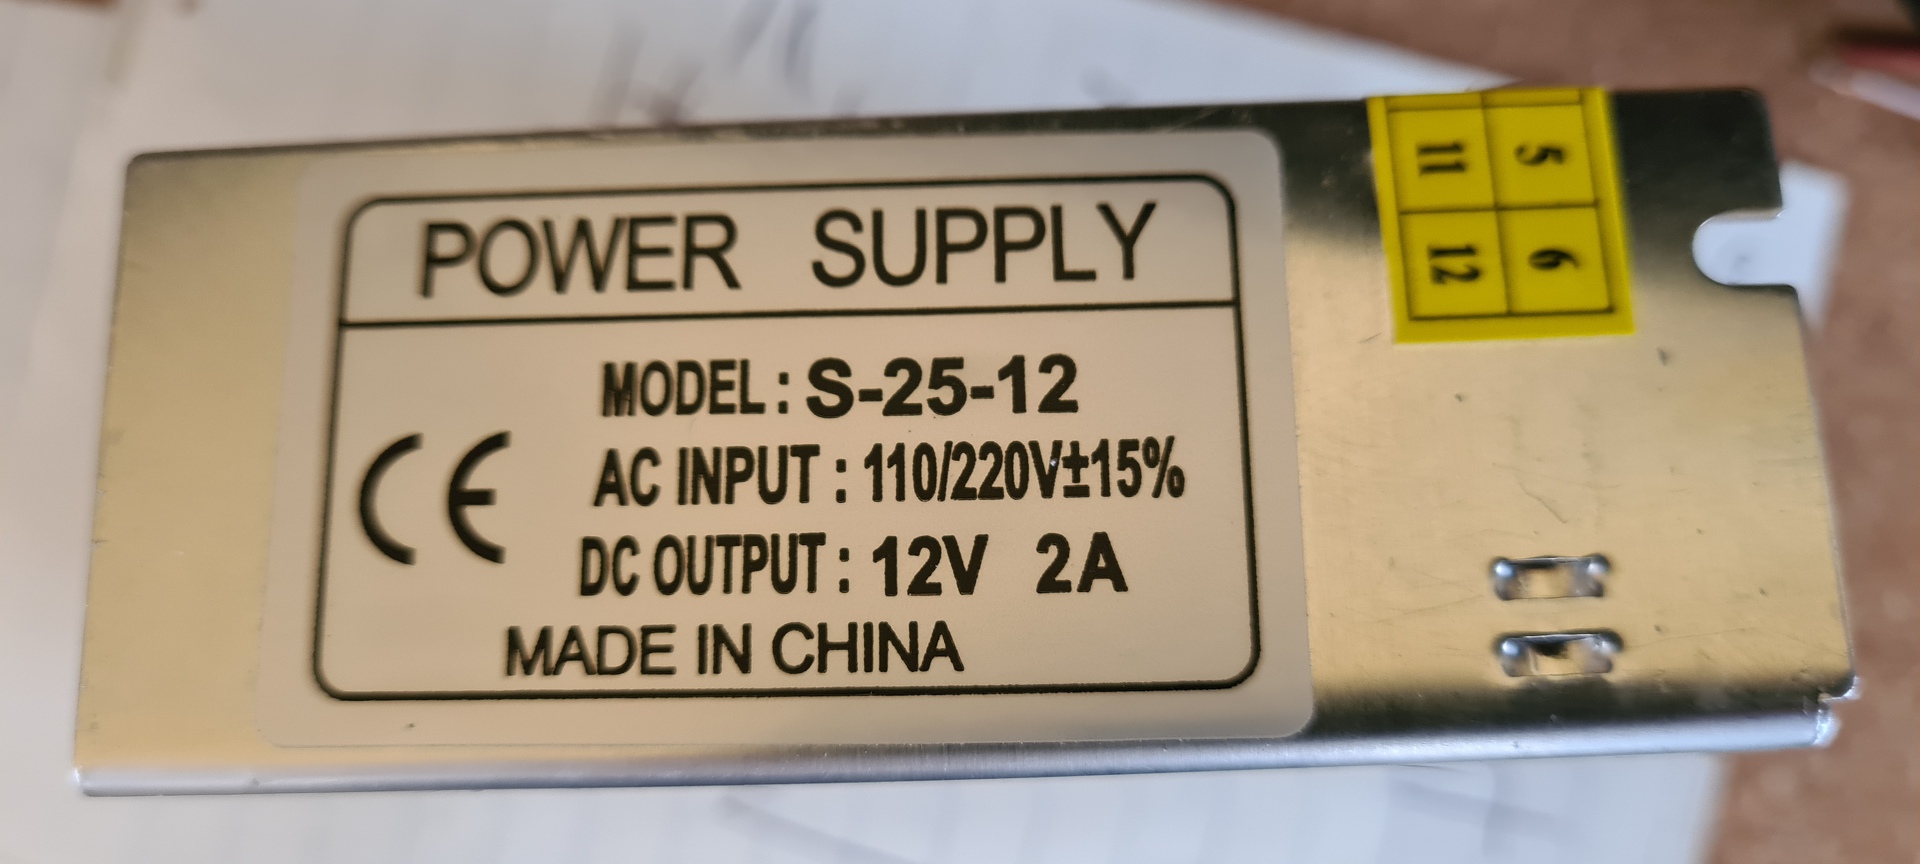 POWER SUPPLY
MODEL : S-25-12
AC INPUT : 110/220V±15%
CE
DC OUTPUT : 12V 2A
MADE IN CHINA
5
11
6
12